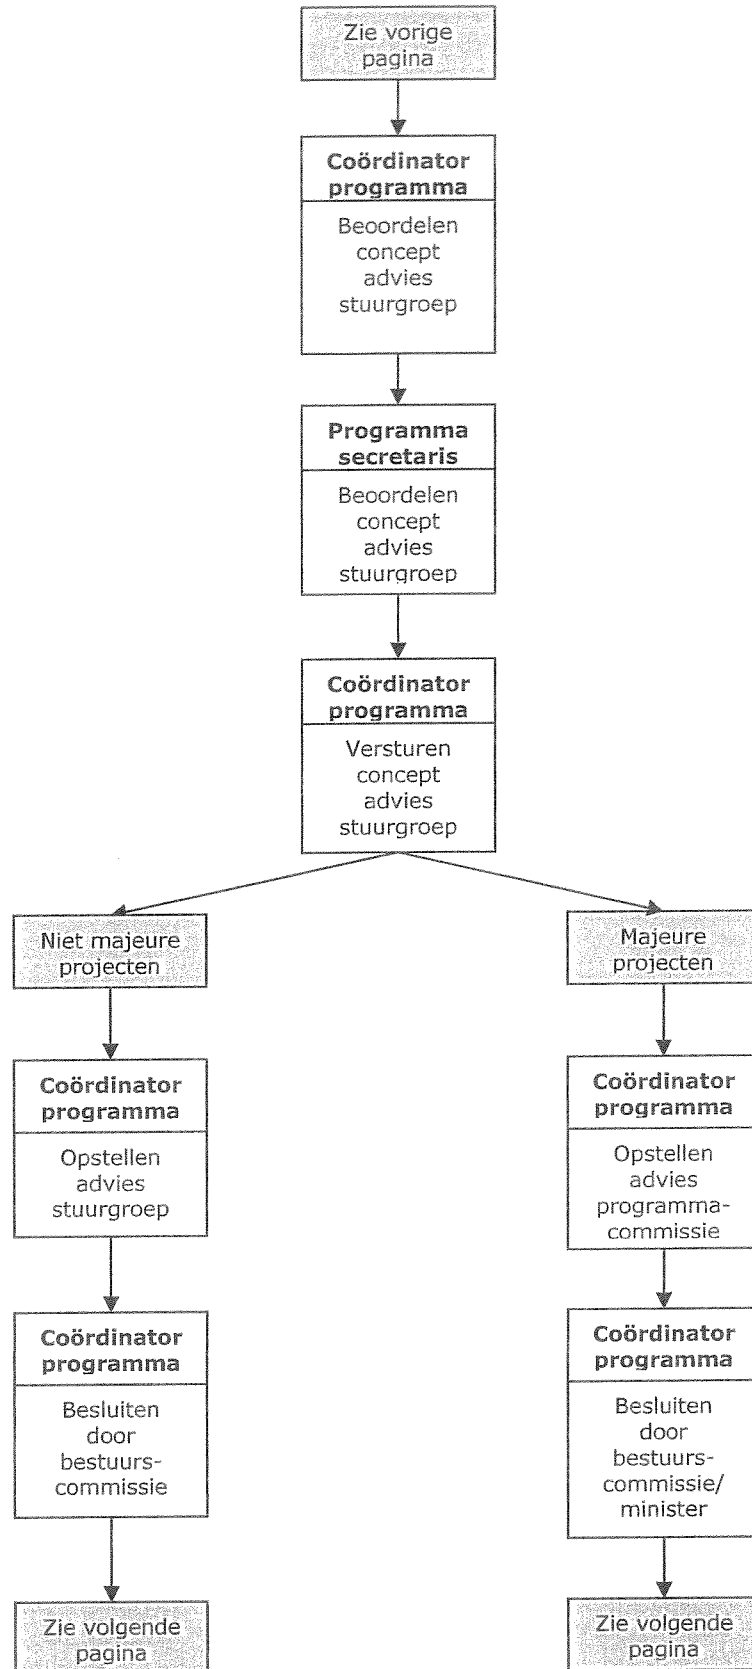 Zie vorige
pagina
Coördinator
programma
Beoordelen
concept
advies
stuurgroep
Programma
secretaris
Beoordelen
concept
advies
stuurgroep
Coördinator
programma
Versturen
concept
advies
stuurgroep
Niet majeure
projecten
Coördinator
programma
Opstellen
advies
stuurgroep
Coördinator
programma
Besluiten
door
bestuurs-
commissie
Zie volgende
pagina
Majeure
projecten
Coördinator
programma
Opstellen
advies
programma-
commissie
Coördinator
programma
Besluiten
door
bestuurs-
commissie/
minister
Zie volgende
pagina